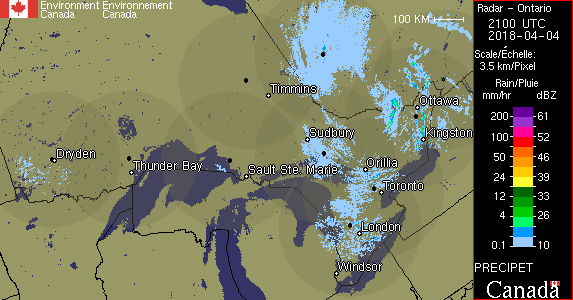 Environment Environnement
Canada Canada
100 KM
Timmins
Ottawa
Sudbury
Kingston
Dryden
Thunder Bay
Sault Ste. Marie
Orillia
Toronto
London
Windsor
Radar - Ontario
2100 UTC
2018-04-04
Scale/Échelle:
3.5 km/Pixel
Rain/Pluie
mm/hr dBZ
200 61
100 52
50 46
24 39
12 33
4 26
0.1 10
PRECIPET
Canada